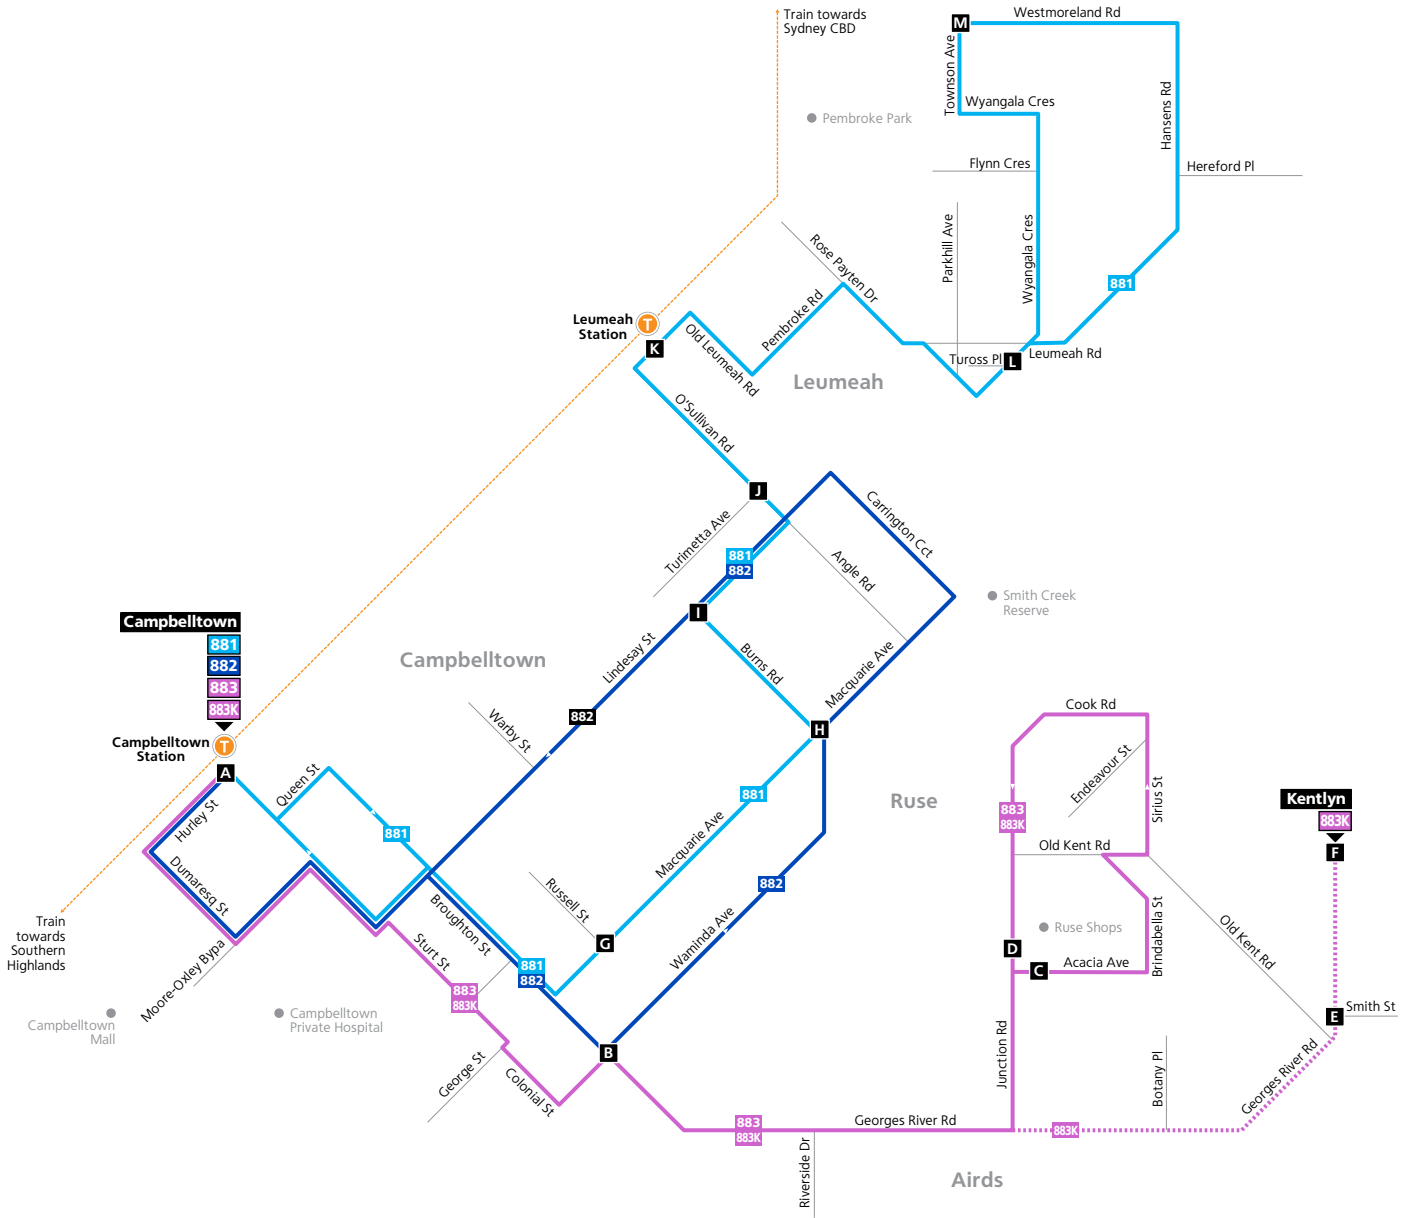 Train towards
Sydney CBD
M
Westmoreland Rd
Townson Ave
Wyangala Cres
Hansens Rd
Pembroke Park
Flynn Cres
Hereford Pl
Parkhill Ave
Wyangala Cres
Rose Payten Dr
881
Leumeah
Station
T
K
Old Leumeah Rd
Pembroke Rd
Tuross Pl
L
Leumeah Rd
Leumeah
O'Sullivan Rd
J
Turimetta Ave
Carrington Cct
881
882
Angle Rd
Smith Creek
Reserve
I
Campbelltown
881
882
883
883K
Campbelltown
Lindesay St
Burns Rd
Macquarie Ave
Warby St
882
H
Campbelltown
Station
T
A
Queen St
Hurley St
881
881
Ruse
Cook Rd
Endeavour St
Sirius St
883
883K
Old Kent Rd
Kentlyn
883K
F
Macquarie Ave
Dumaresq St
Russell St
882
Broughton St
G
Waminda Ave
Brindabella St
Old Kent Rd
Ruse Shops
D
C
Acacia Ave
Train
towards
Southern
Highlands
Sturt St
Moore-Oxley Bypa
881
882
883
883K
Campbelltown
Mall
Campbelltown
Private Hospital
E
Smith St
George St
Colonial St
B
Junction Rd
Botany Pl
Georges River Rd
883
883K
Georges River Rd
883K
Riverside Dr
Airds